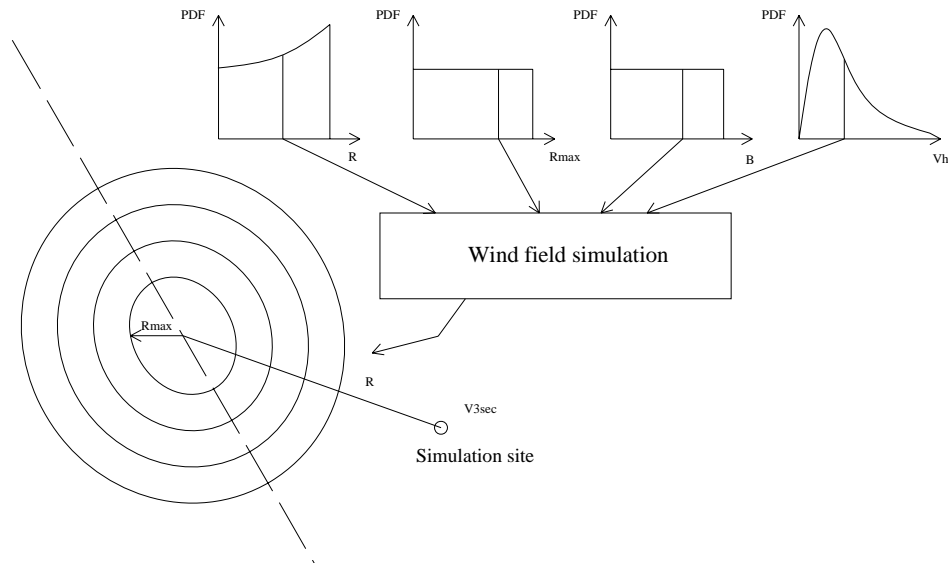 PDF
PDF
PDF
PDF
R
Rmax
B
Vh
Wind field simulation
Rmax
R
V3sec
Simulation site